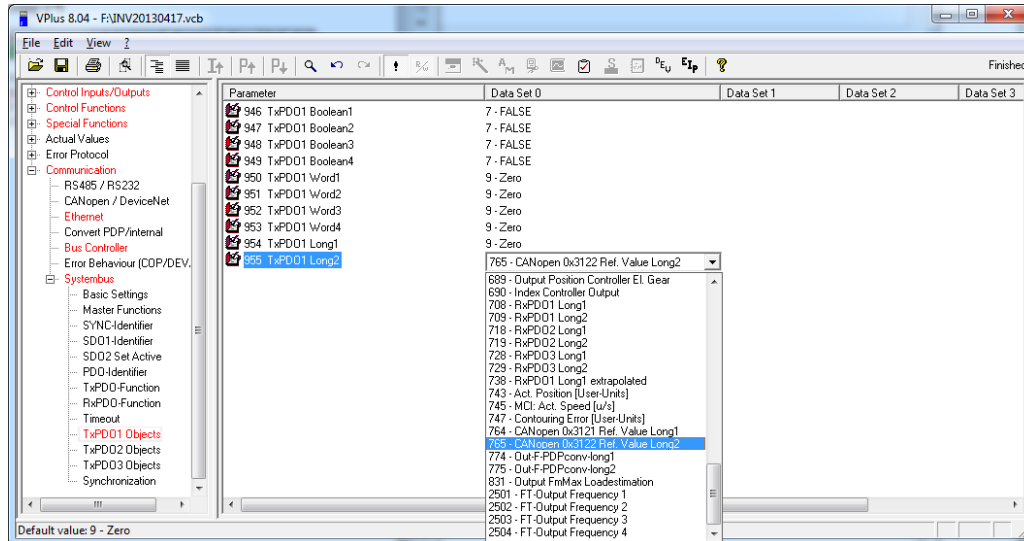 VPlus 8.04 - F:\INV20130417.vcb
File Edit View ?
Finished
Control Inputs/Outputs
Control Functions
Special Functions
Actual Values
Error Protocol
Communication
RS485 / RS232
CANopen / DeviceNet
Ethernet
Convert PDP/internal
Bus Controller
Error Behaviour (COP/DEV.
Systembus
Basic Settings
Master Functions
SYNC-Identifier
SDO1-Identifier
SDO2 Set Active
PDO-Identifier
TxPDO-Function
RxPDO-Function
Timeout
TxPDO1 Objects
TxPDO2 Objects
TxPDO3 Objects
Synchronization
Parameter Data Set 0 Data Set 1 Data Set 2 Data Set 3
946 TxPDO1 Boolean1 7 - FALSE
947 TxPDO1 Boolean2 7 - FALSE
948 TxPDO1 Boolean3 7 - FALSE
949 TxPDO1 Boolean4 7 - FALSE
950 TxPDO1 Word1 9 - Zero
951 TxPDO1 Word2 9 - Zero
952 TxPDO1 Word3 9 - Zero
953 TxPDO1 Word4 9 - Zero
954 TxPDO1 Long1 9 - Zero
955 TxPDO1 Long2 765 - CANopen 0x3122 Ref. Value Long2
689 - Output Position Controller El. Gear
690 - Index Controller Output
708 - RxPDO1 Long1
709 - RxPDO1 Long2
718 - RxPDO2 Long1
719 - RxPDO2 Long2
728 - RxPDO3 Long1
729 - RxPDO3 Long2
738 - RxPDO1 Long1 extrapolated
743 - Act. Position [User-Units]
745 - MCI: Act. Speed [u/s]
747 - Contouring Error [User-Units]
764 - CANopen 0x3121 Ref. Value Long1
765 - CANopen 0x3122 Ref. Value Long2
774 - Out-F-PDPconv-long1
775 - Out-F-PDPconv-long2
831 - Output FmMax Loadestimation
2501 - FT-Output Frequency 1
2502 - FT-Output Frequency 2
2503 - FT-Output Frequency 3
2504 - FT-Output Frequency 4
Default value: 9 - Zero